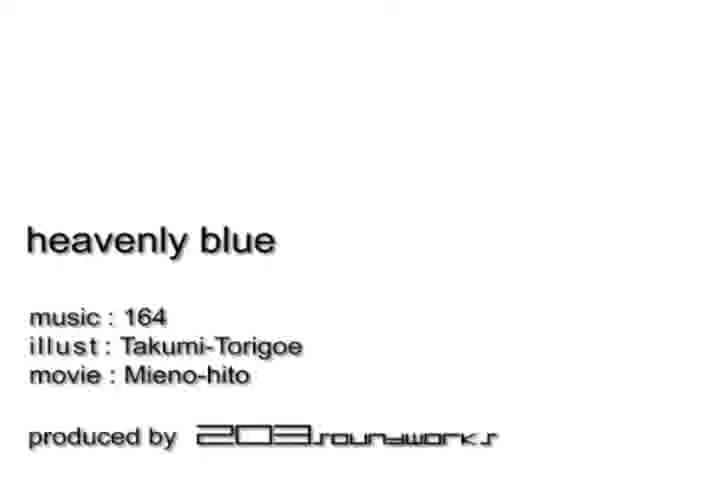 heavenly blue
music : 164
illust : Takumi-Torigoe
movie : Mieno-hito
produced by 203soundworks